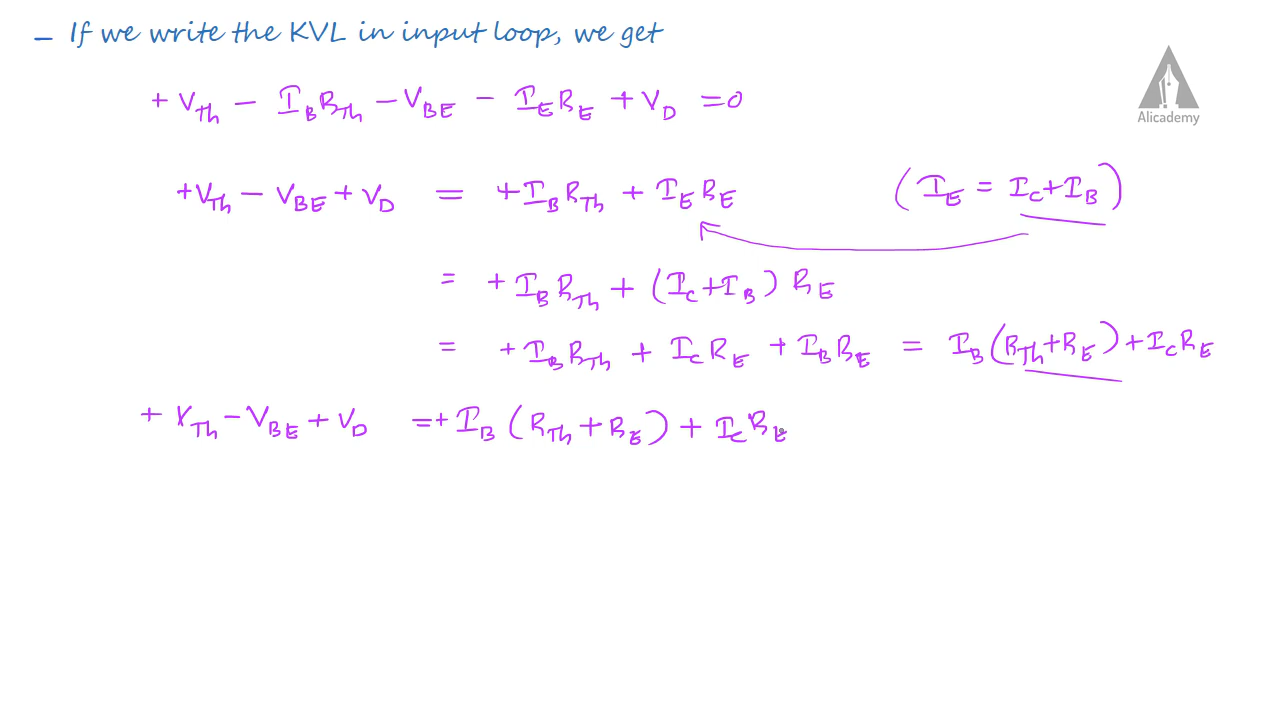 – If we write the KVL in input loop, we get
+ V_Th – I_B R_Th – V_BE – I_E R_E + V_D = 0
Alicademy
+V_Th – V_BE + V_D = +I_B R_Th + I_E R_E (I_E = I_C + I_B)
= + I_B R_Th + (I_C + I_B) R_E
= + I_B R_Th + I_C R_E + I_B R_E = I_B (R_Th + R_E) + I_C R_E
+ V_Th – V_BE + V_D = + I_B (R_Th + R_E) + I_C R_E